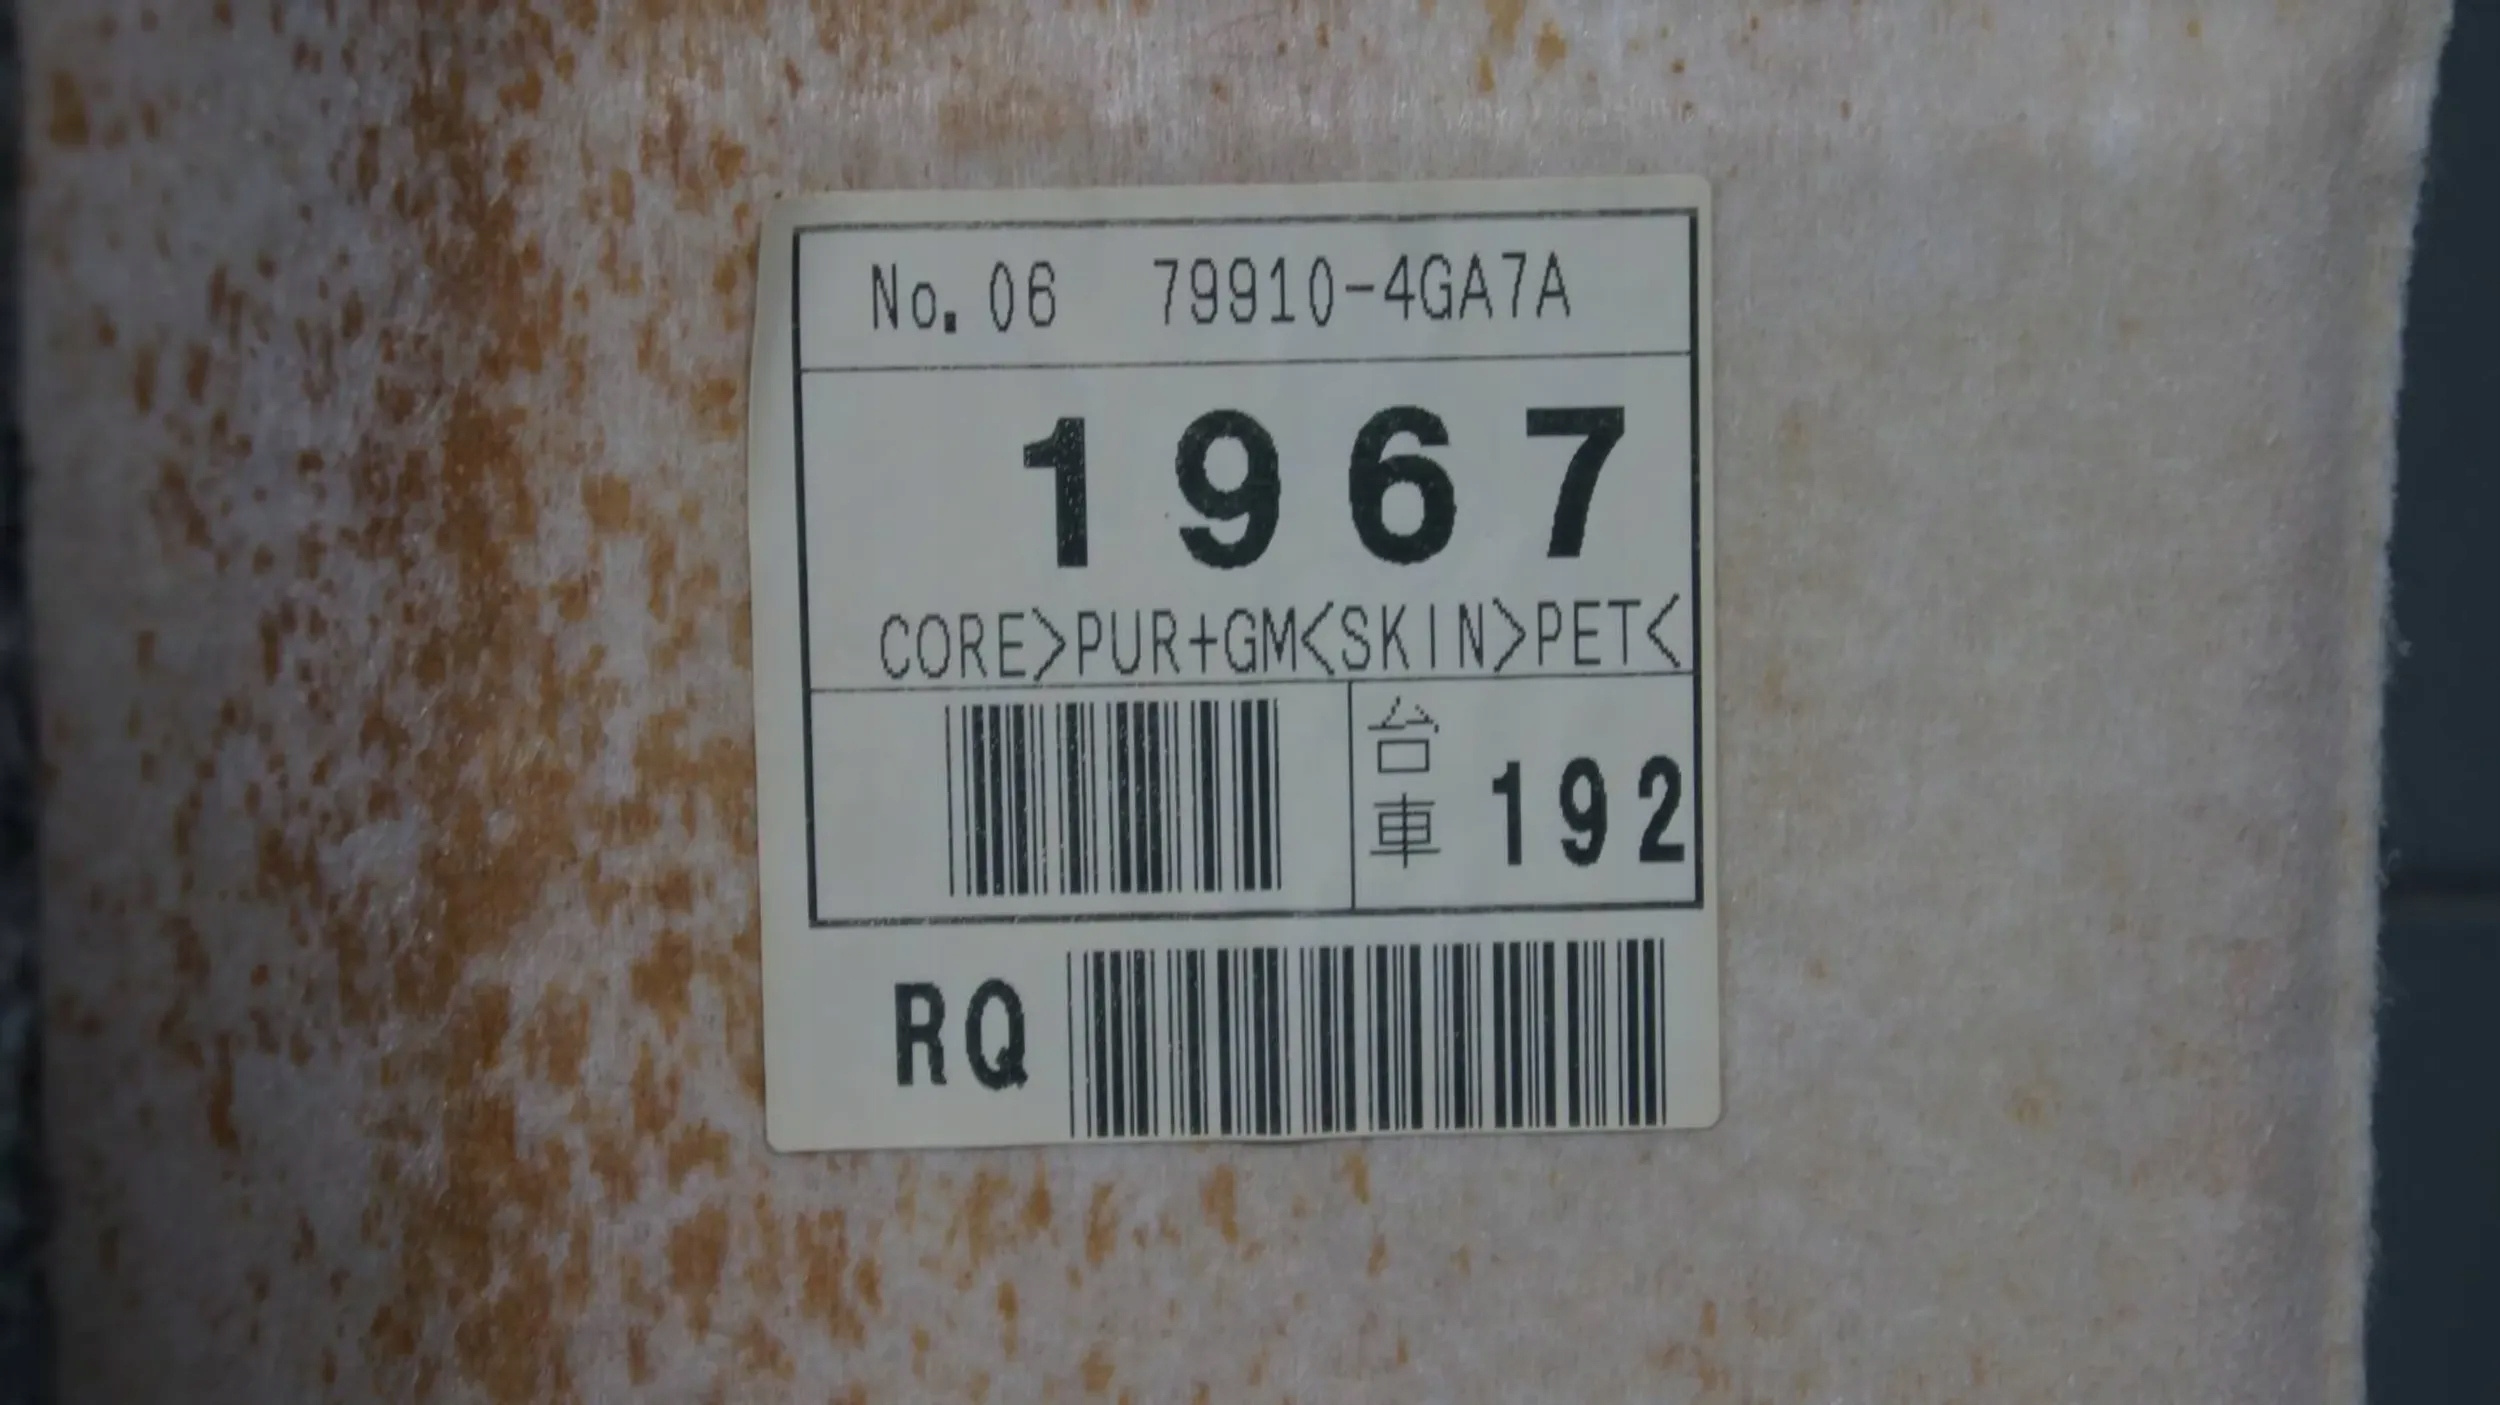 No.06 79910-4GA7A
1967
CORE>PUR+GM<SKIN>PET<
台車 192
RQ